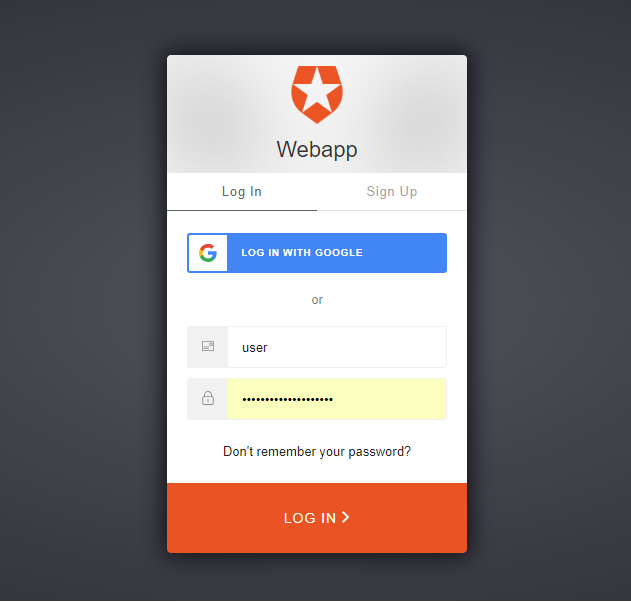 Webapp
Log In
Sign Up
LOG IN WITH GOOGLE
or
user
••••••••••••••••••••
Don't remember your password?
LOG IN